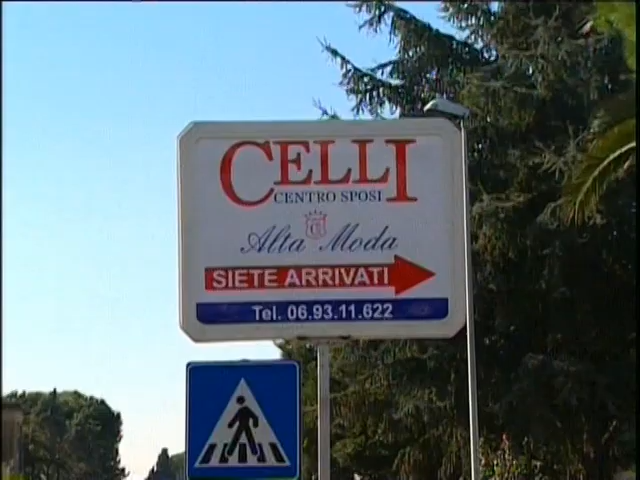 CELLI
CENTRO SPOSI
Alta Moda
SIETE ARRIVATI
Tel. 06.93.11.622